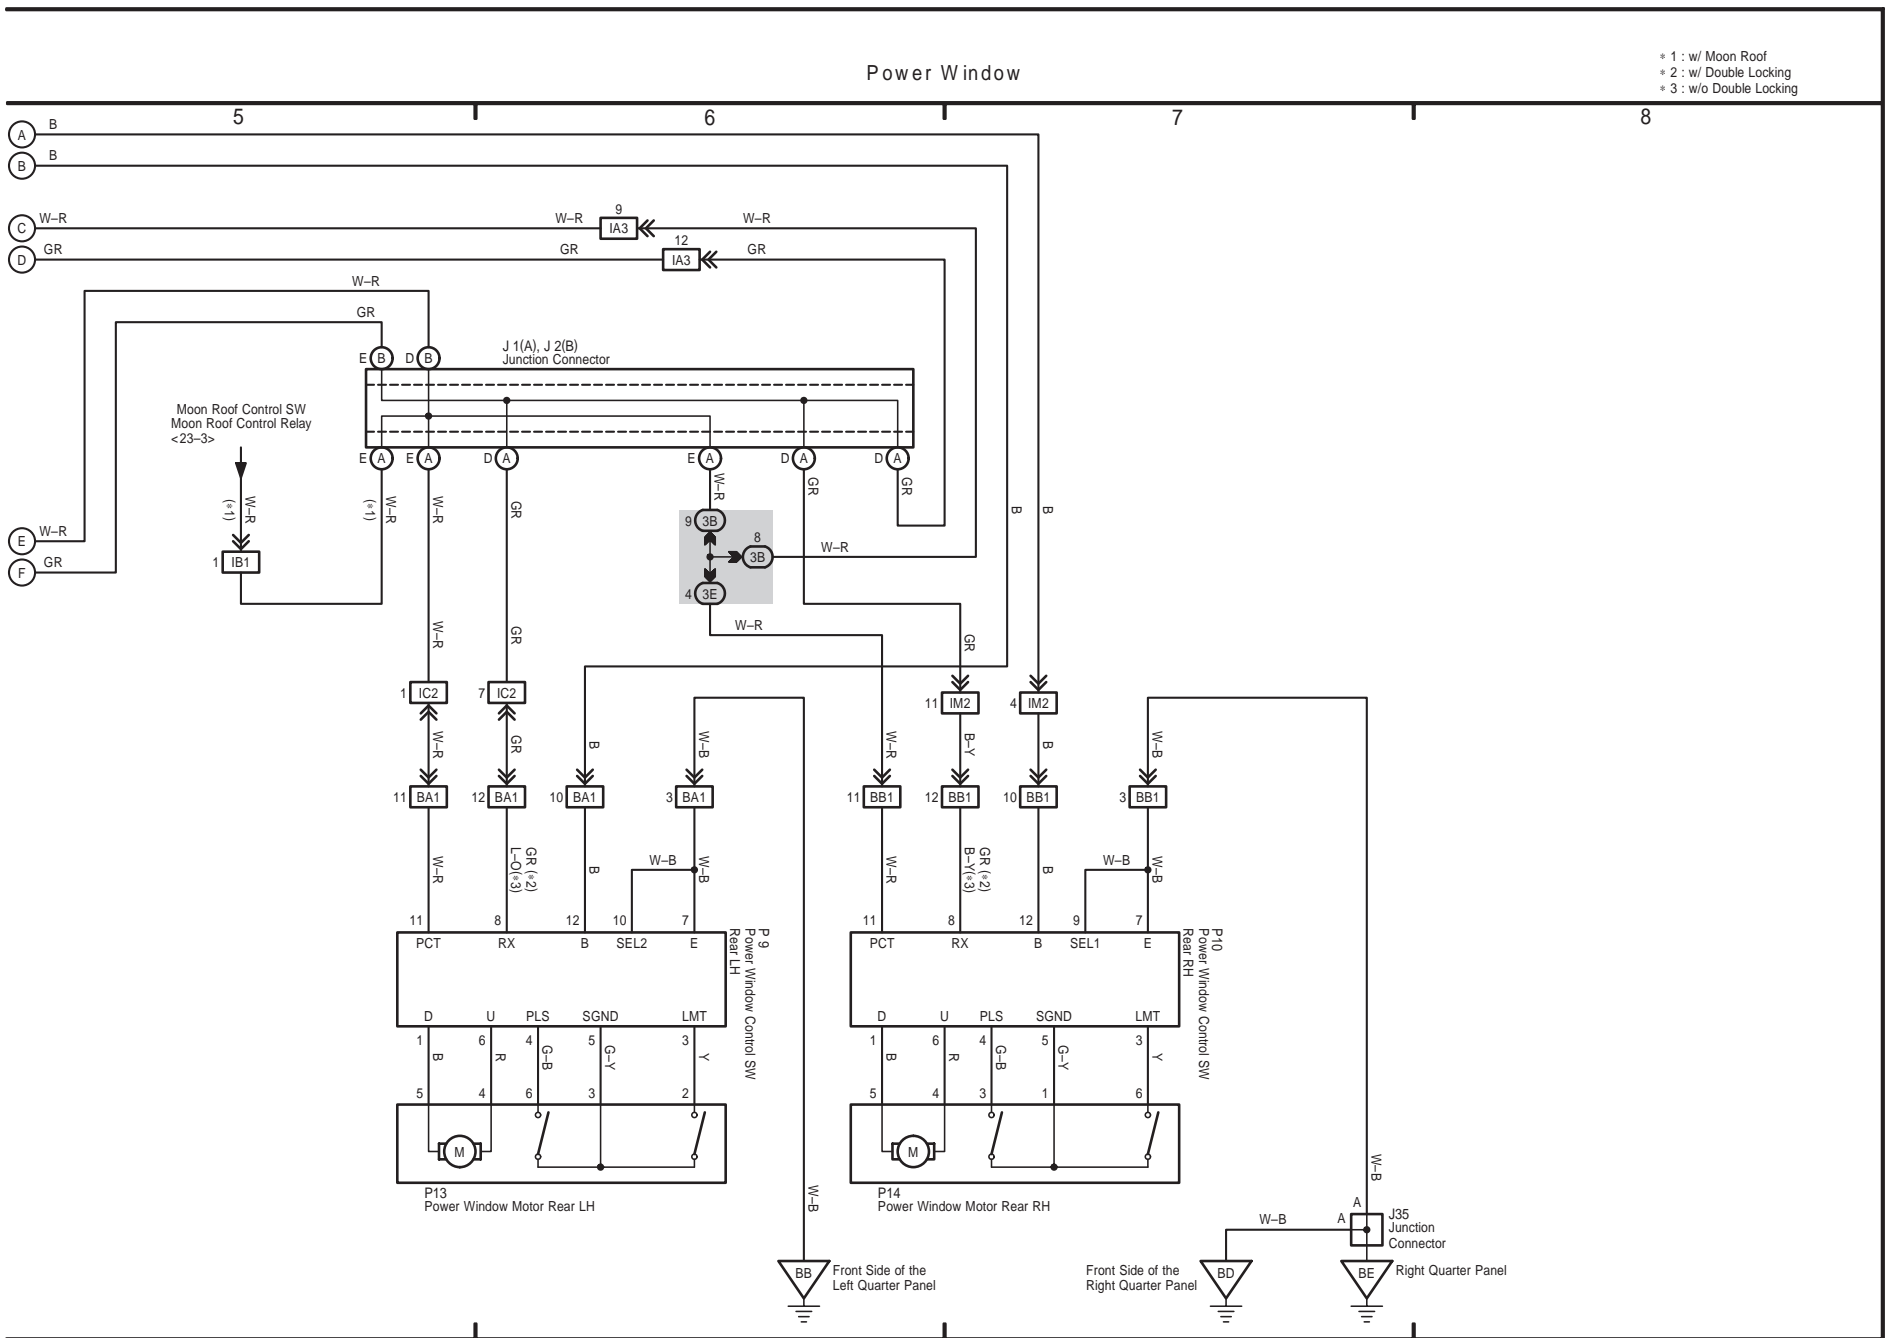 Power Window
* 1 : w/ Moon Roof
* 2 : w/ Double Locking
* 3 : w/o Double Locking
5
6
7
8
A
B
B
B
C
W–R
W–R
9
IA3
W–R
D
GR
GR
12
IA3
GR
W–R
GR
E
B
D
B
J 1(A), J 2(B)
Junction Connector
Moon Roof Control SW
Moon Roof Control Relay
<23–3>
E
A
E
A
D
A
E
A
D
A
D
A
W–R
(*1)
W–R
(*1)
W–R
GR
W–R
GR
GR
B
B
E
W–R
F
GR
1
IB1
9
3B
8
3B
W–R
4
3E
W–R
W–R
GR
GR
1
IC2
7
IC2
11
IM2
4
IM2
W–R
GR
B
W–B
W–R
B–Y
B
W–B
11
BA1
12
BA1
10
BA1
3
BA1
11
BB1
12
BB1
10
BB1
3
BB1
W–R
GR (*2)
L–O(*3)
B
W–B
W–B
W–R
GR (*2)
B–Y(*3)
B
W–B
W–B
11
8
12
10
7
11
8
12
9
7
PCT
RX
B
SEL2
E
P 9
Power Window Control SW
Rear LH
PCT
RX
B
SEL1
E
P10
Power Window Control SW
Rear RH
D
U
PLS
SGND
LMT
D
U
PLS
SGND
LMT
1
6
4
5
3
1
6
4
5
3
B
R
G–B
G–Y
Y
B
R
G–B
G–Y
Y
5
4
6
3
2
5
4
3
1
6
M
M
P13
Power Window Motor Rear LH
P14
Power Window Motor Rear RH
W–B
W–B
A
A
W–B
J35
Junction
Connector
BB
Front Side of the
Left Quarter Panel
Front Side of the
Right Quarter Panel
BD
BE
Right Quarter Panel